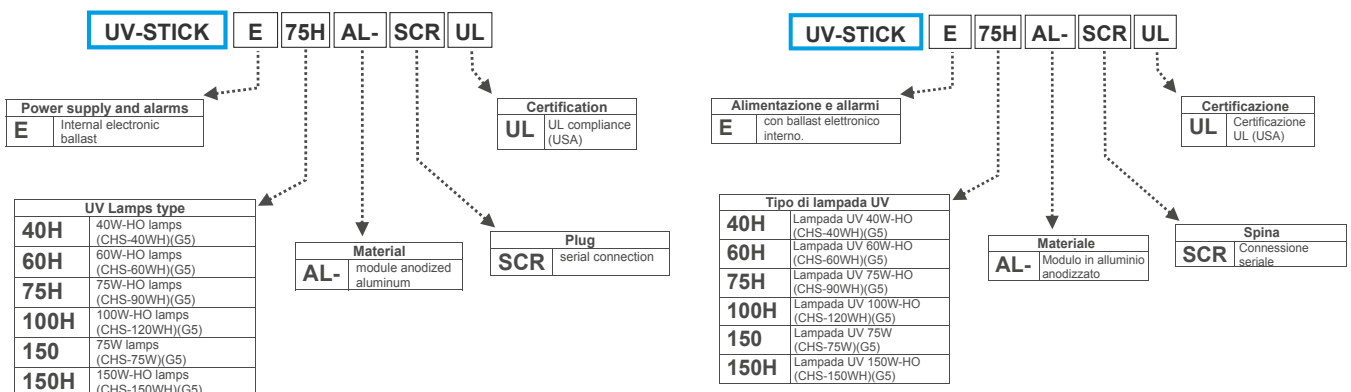 UV-STICK E 75H AL- SCR UL
Power supply and alarms
E Internal electronic
ballast
Certification
UL UL compliance
(USA)
UV Lamps type
40H 40W-HO lamps
(CHS-40WH)(G5)
60H 60W-HO lamps
(CHS-60WH)(G5)
75H 75W-HO lamps
(CHS-90WH)(G5)
100H 100W-HO lamps
(CHS-120WH)(G5)
150 75W lamps
(CHS-75W)(G5)
150H 150W-HO lamps
(CHS-150WH)(G5)
Material
AL- module anodized
aluminum
Plug
SCR serial connection
UV-STICK E 75H AL- SCR UL
Alimentazione e allarmi
E con ballast elettronico
interno.
Certificazione
UL Certificazione
UL (USA)
Tipo di lampada UV
40H Lampada UV 40W-HO
(CHS-40WH)(G5)
60H Lampada UV 60W-HO
(CHS-60WH)(G5)
75H Lampada UV 75W-HO
(CHS-90WH)(G5)
100H Lampada UV 100W-HO
(CHS-120WH)(G5)
150 Lampada UV 75W
(CHS-75W)(G5)
150H Lampada UV 150W-HO
(CHS-150WH)(G5)
Materiale
AL- Modulo in alluminio
anodizzato
Spina
SCR Connessione
seriale